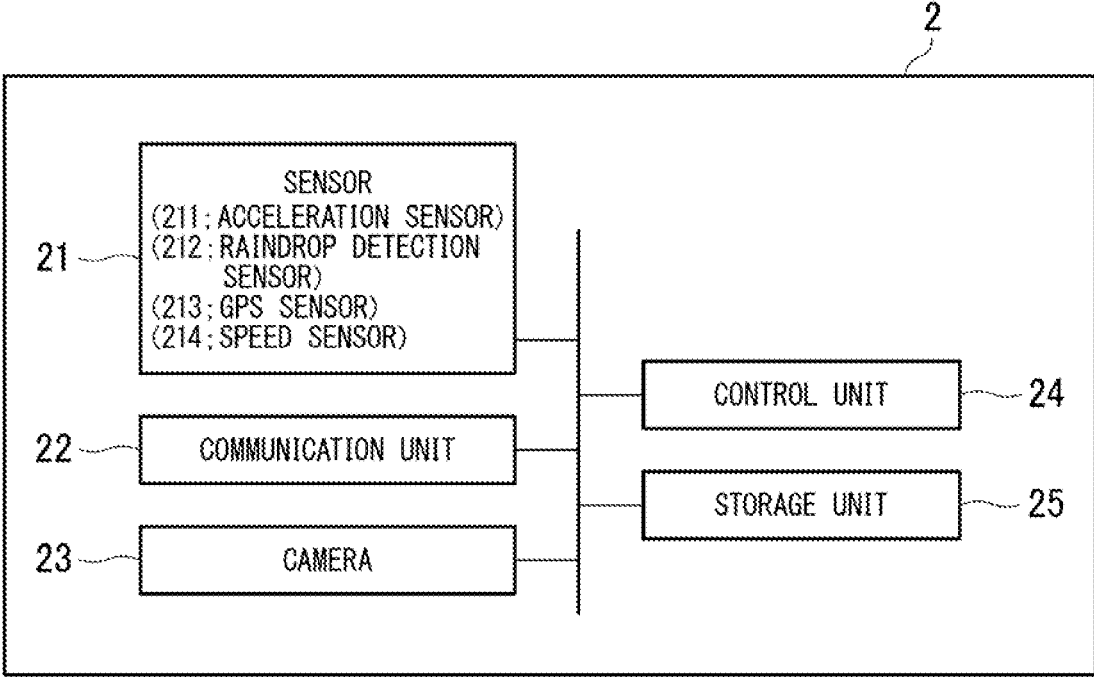 2
SENSOR
(211;ACCELERATION SENSOR)
(212;RAINDROP DETECTION
SENSOR)
(213;GPS SENSOR)
(214;SPEED SENSOR)
21
CONTROL UNIT
24
22
COMMUNICATION UNIT
STORAGE UNIT
25
23
CAMERA